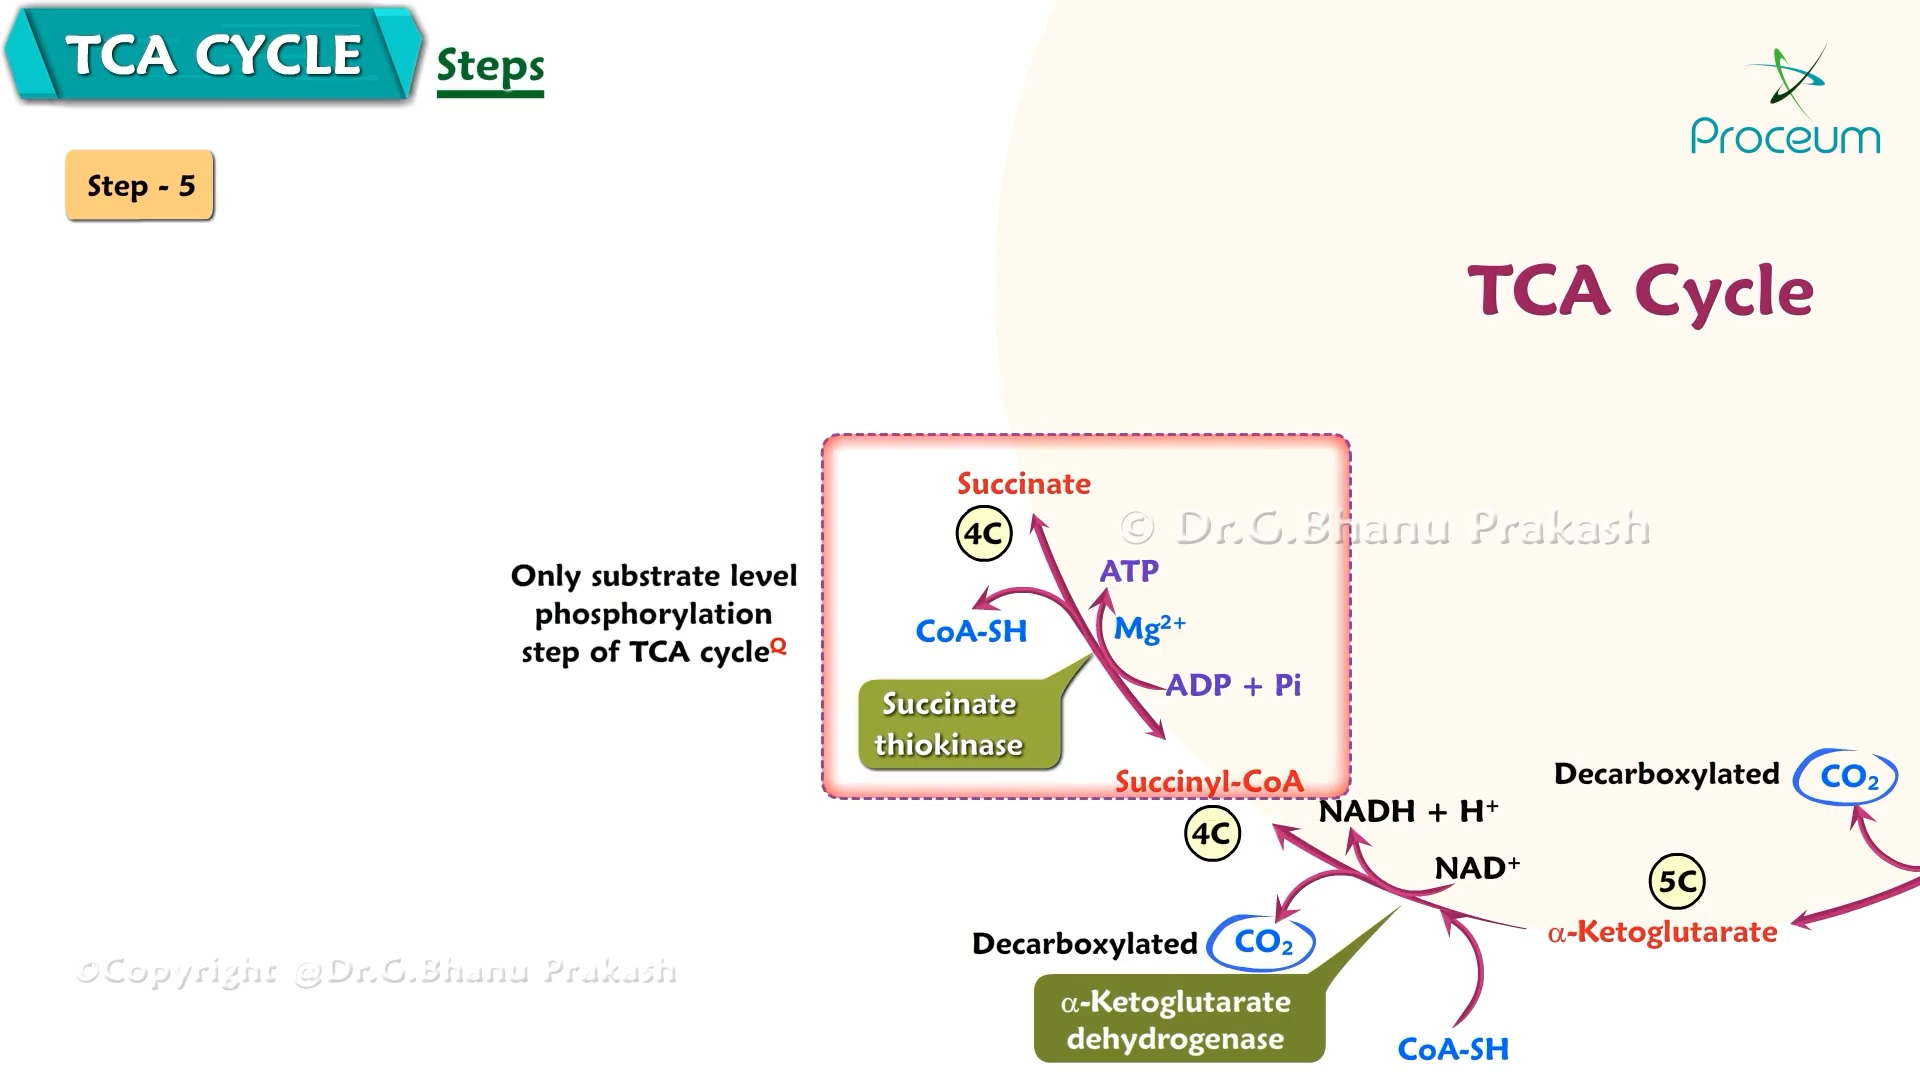 TCA CYCLE
Steps
Proceum
Step - 5
TCA Cycle
Succinate
4C
© Dr.G.Bhanu Prakash
ATP
Only substrate level
phosphorylation
step of TCA cycleQ
CoA-SH
Mg²⁺
ADP + Pi
Succinate
thiokinase
Succinyl-CoA
4C
NADH + H⁺
NAD⁺
Decarboxylated CO₂
5C
α-Ketoglutarate
Decarboxylated CO₂
α-Ketoglutarate
dehydrogenase
CoA-SH
©Copyright @Dr.G.Bhanu Prakash